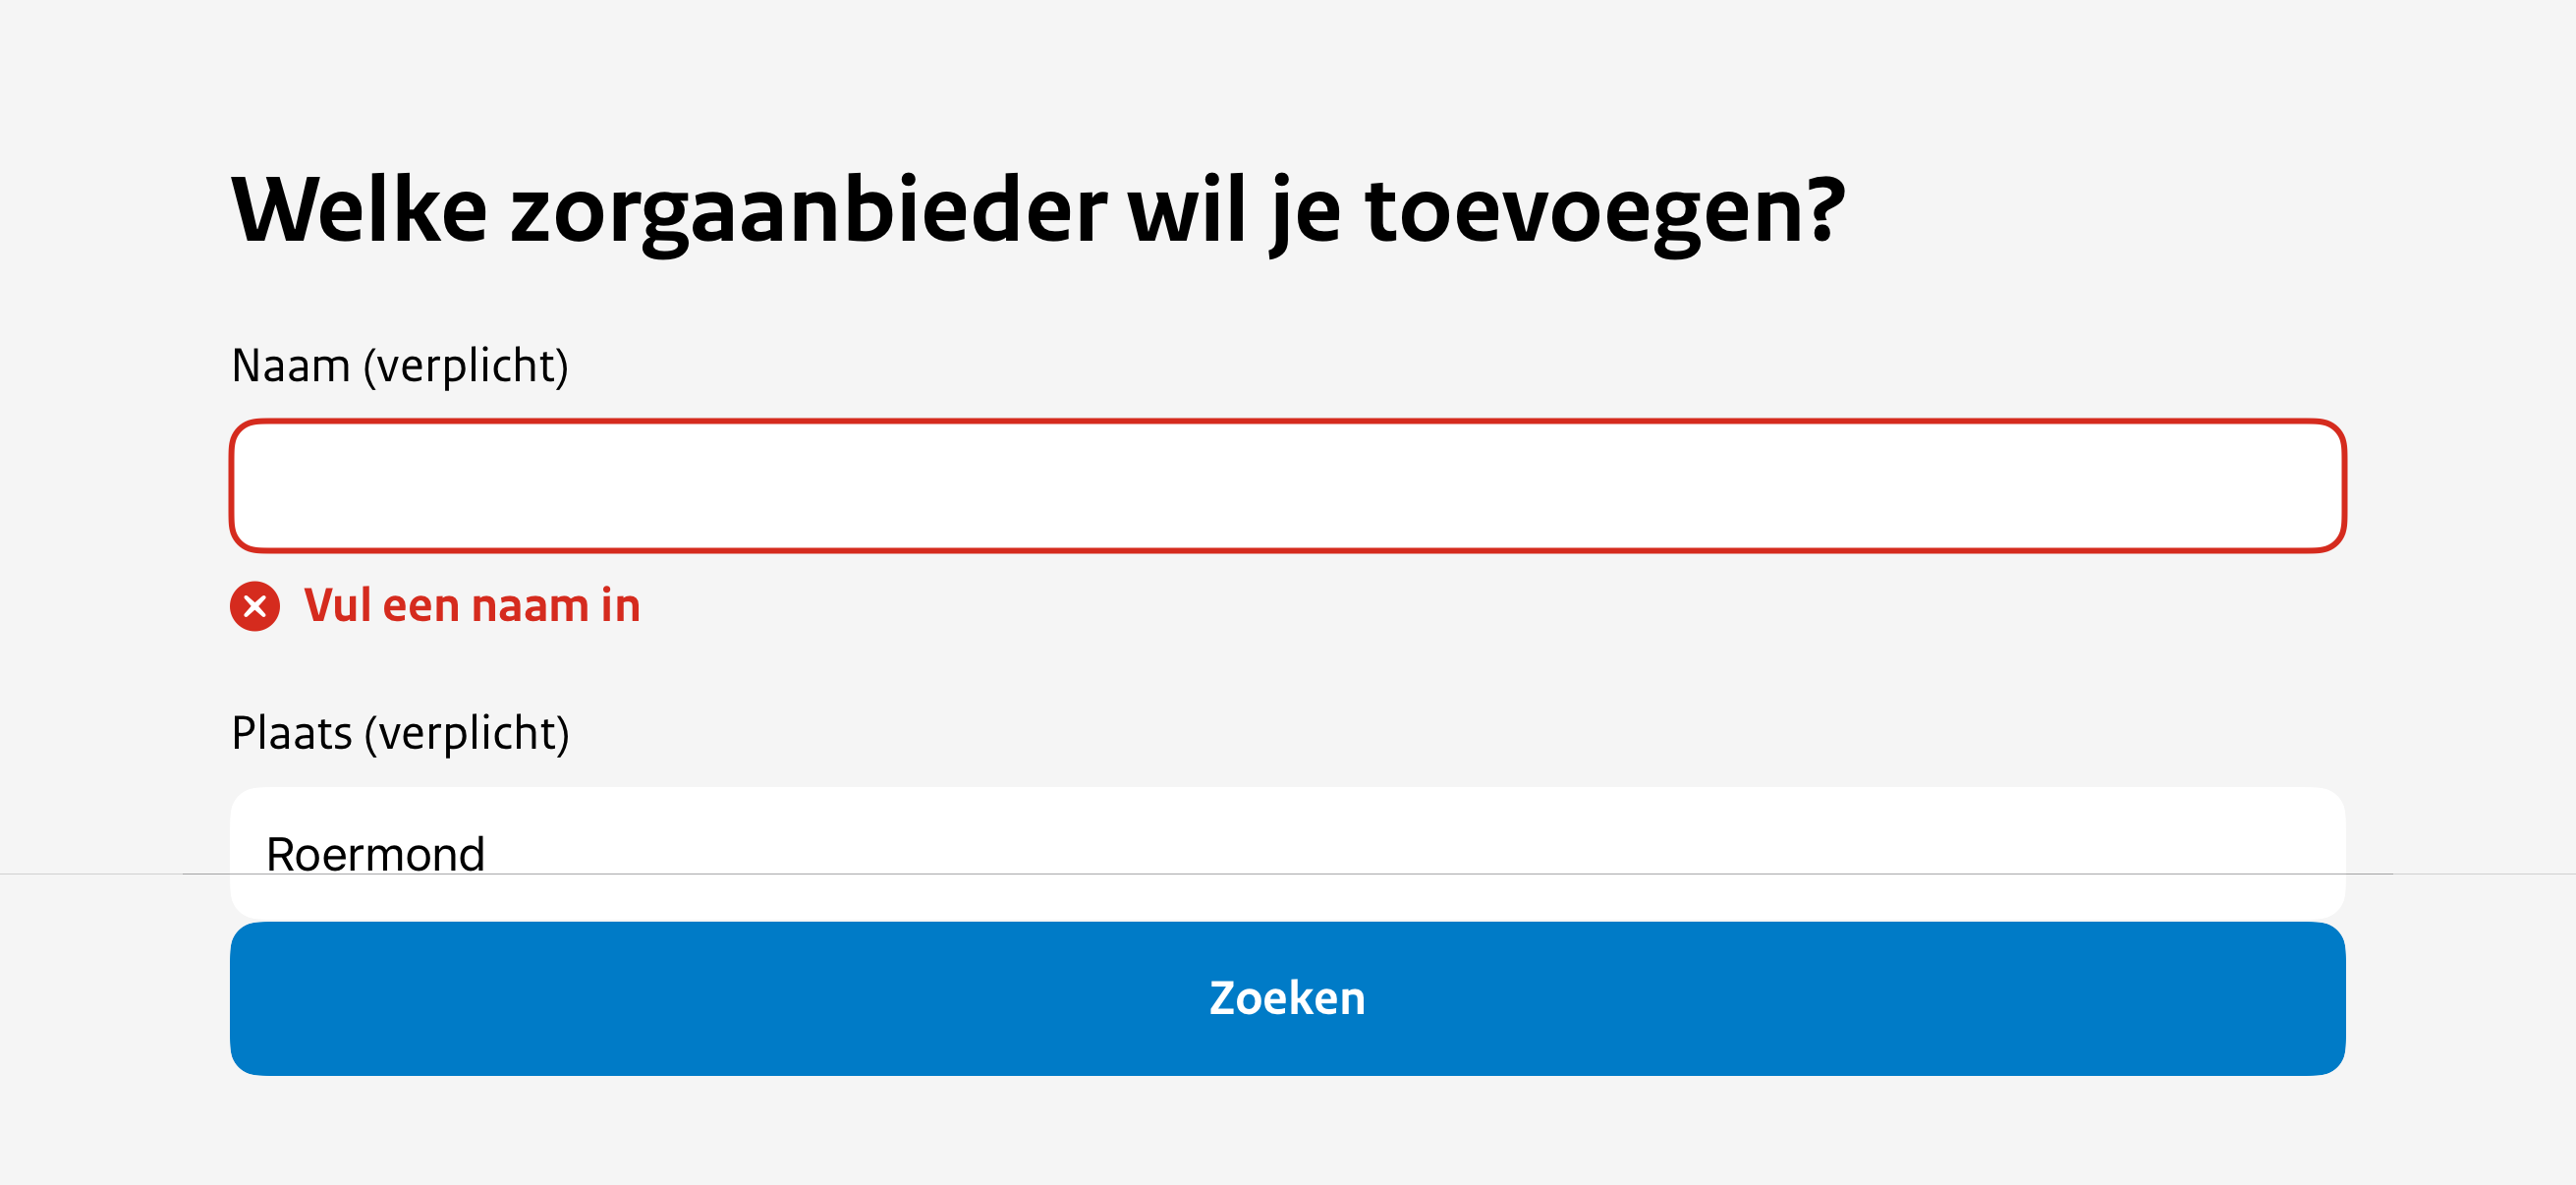 Welke zorgaanbieder wil je toevoegen?
Naam (verplicht)
Vul een naam in
Plaats (verplicht)
Roermond
Zoeken